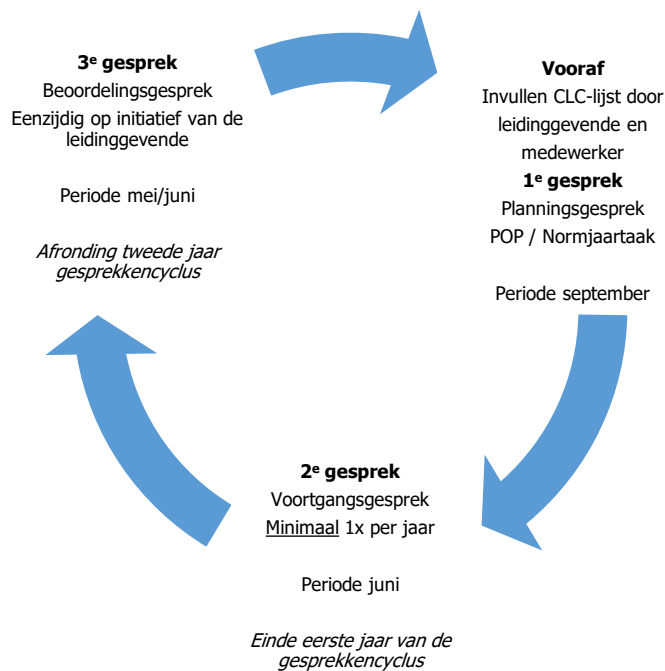 3e gesprek
Beoordelingsgesprek
Eenzijdig op initiatief van de
leidinggevende
Periode mei/juni
Afronding tweede jaar
gesprekkencyclus
Vooraf
Invullen CLC-lijst door
leidinggevende en
medewerker
1e gesprek
Planningsgesprek
POP / Normjaartaak
Periode september
2e gesprek
Voortgangsgesprek
Minimaal 1x per jaar
Periode juni
Einde eerste jaar van de
gesprekkencyclus